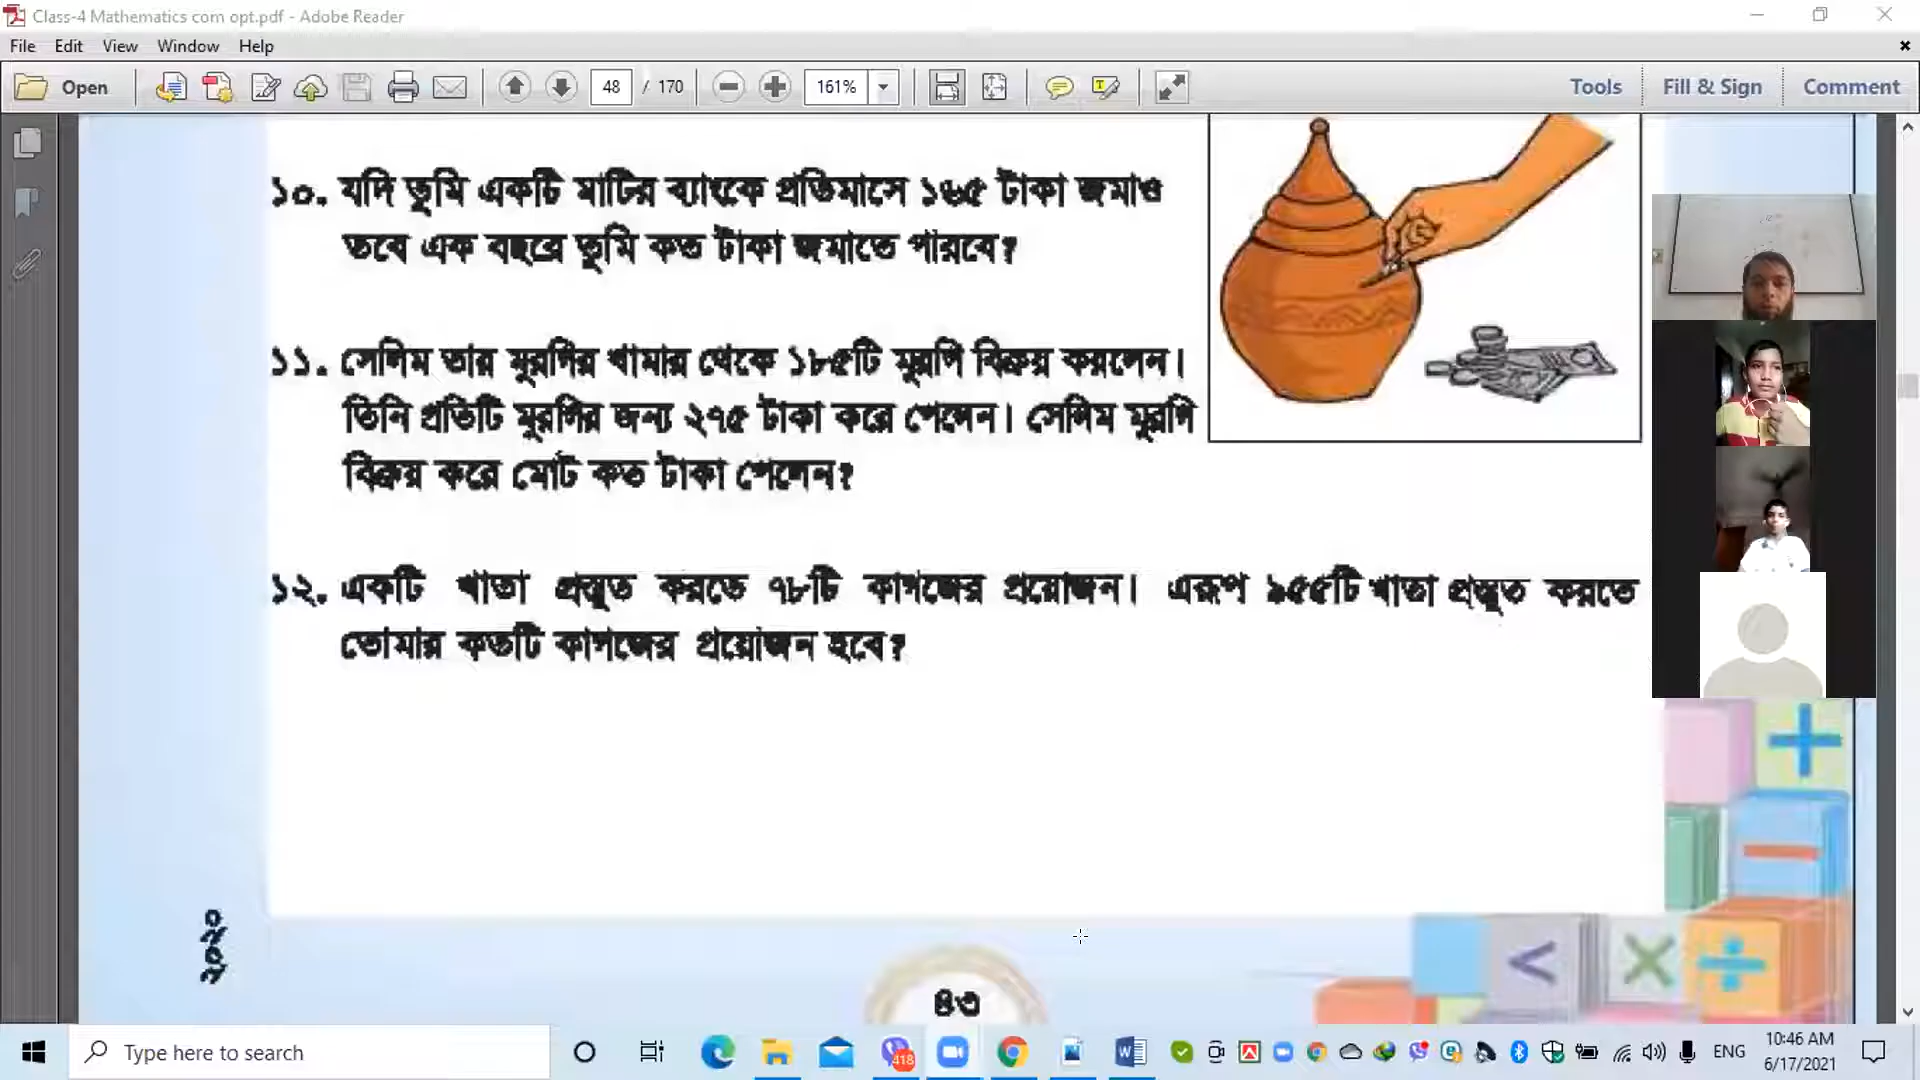 Class-4 Mathematics com opt.pdf - Adobe Reader
File Edit View Window Help
Open 48 / 170 161% Tools Fill & Sign Comment
১০. যদি তুমি একটি মাটির ব্যাংকে প্রতিমাসে ১৬৫ টাকা জমাও
তবে এক বছরে তুমি কত টাকা জমাতে পারবে?
১১. সেলিম তার মুরগির খামার থেকে ১৮৫টি মুরগি বিক্রয় করলেন।
তিনি প্রতিটি মুরগির জন্য ২৭৫ টাকা করে পেলেন। সেলিম মুরগি
বিক্রয় করে মোট কত টাকা পেলেন?
১২. একটি খাতা প্রস্তুত করতে ৭৮টি কাগজের প্রয়োজন। এরূপ ৯৫৫টি খাতা প্রস্তুত করতে
তোমার কতটি কাগজের প্রয়োজন হবে?
+
−
< × ÷
২০২০
৪৩
Type here to search
418
ENG
10:46 AM
6/17/2021